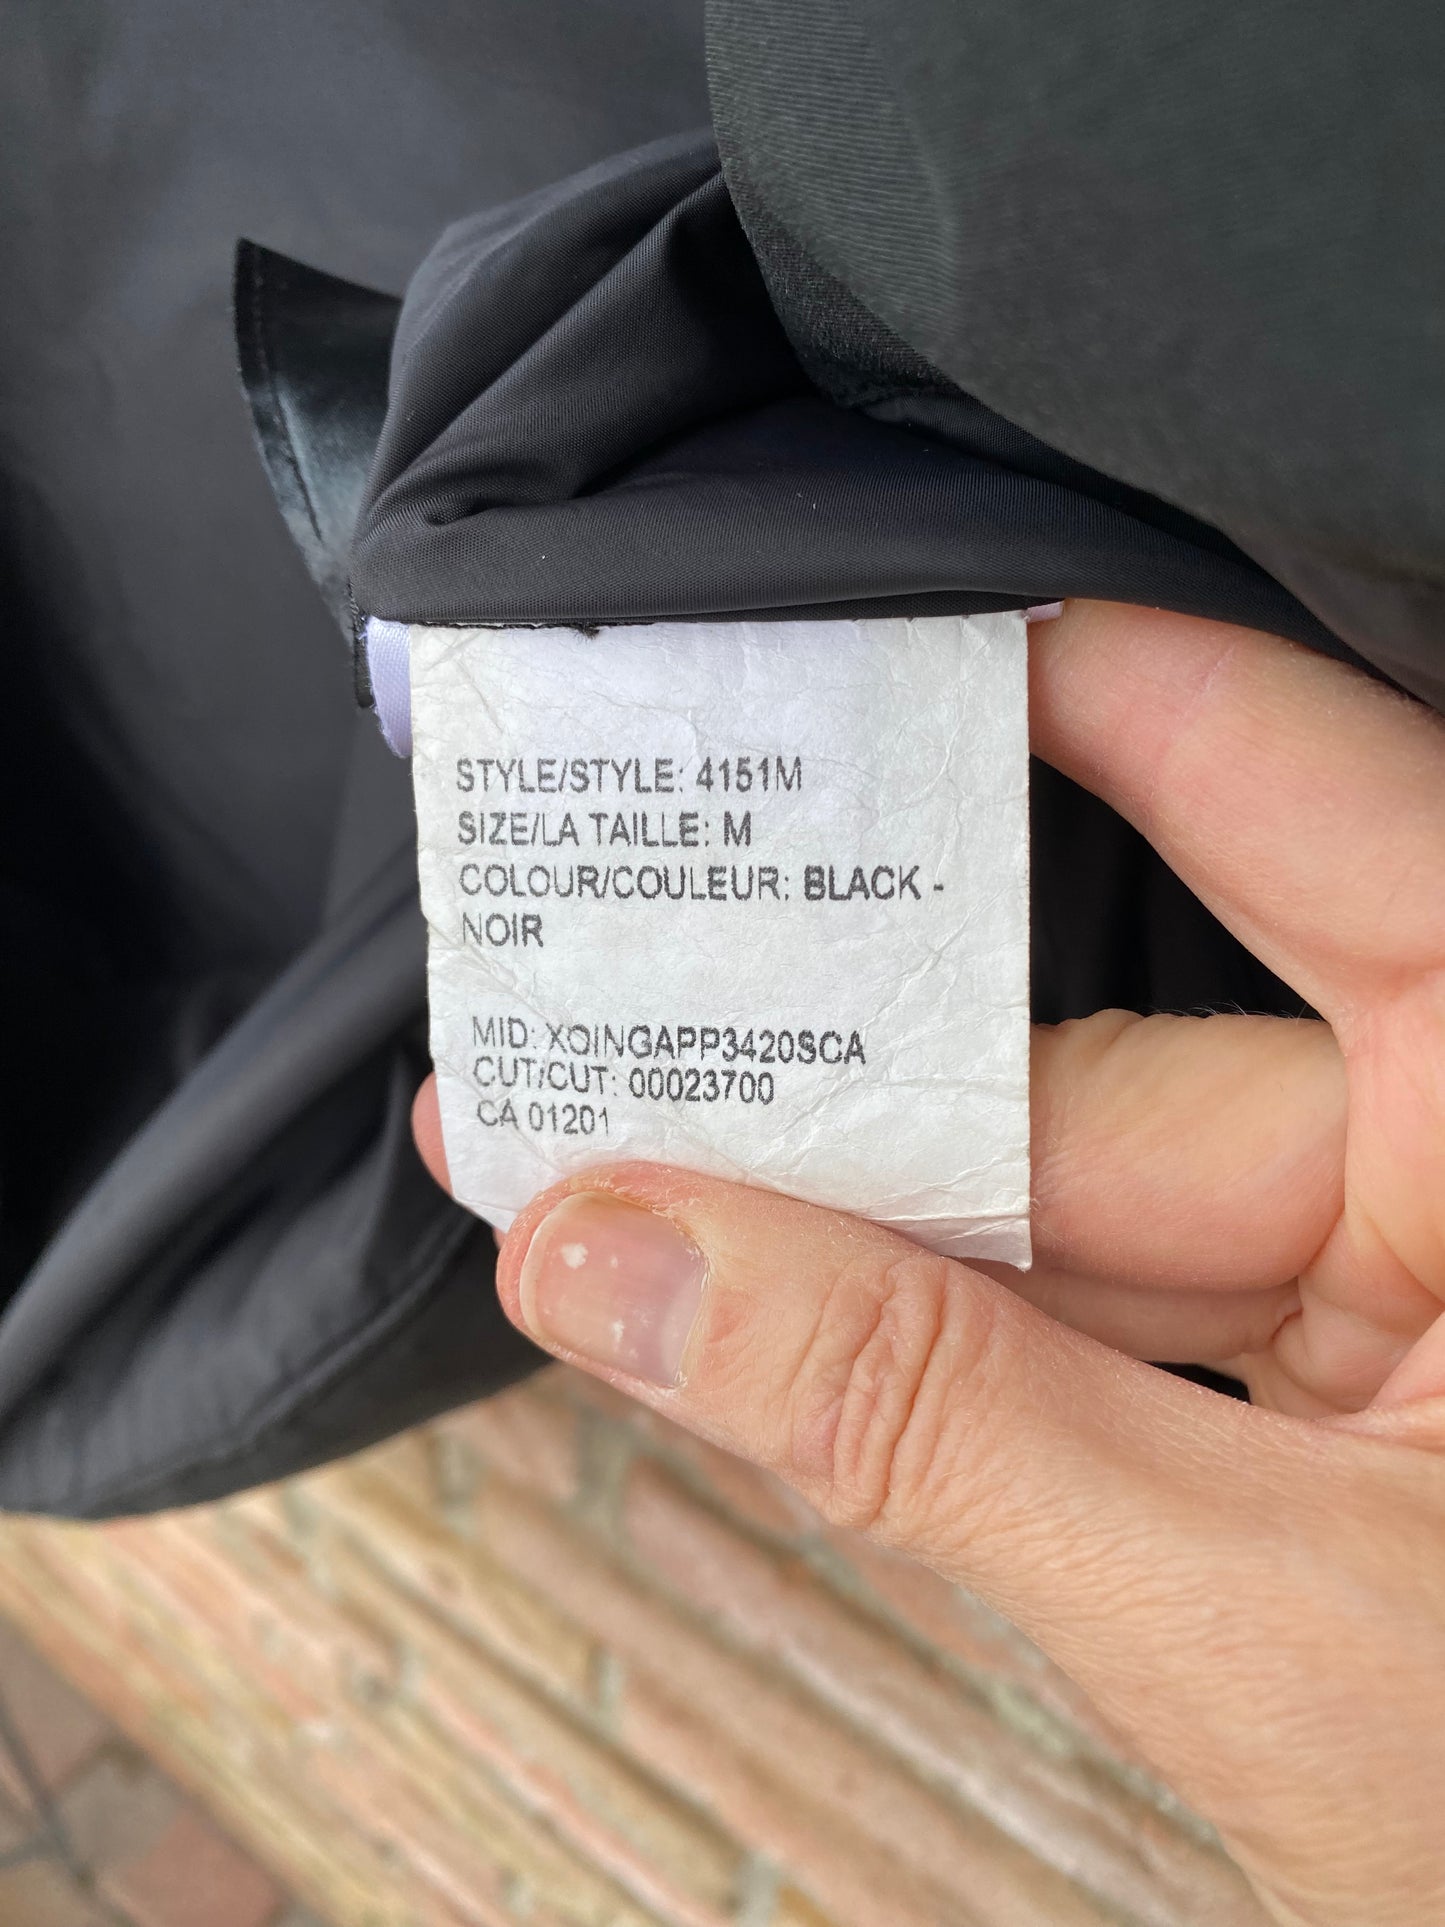 STYLE/STYLE: 4151M
SIZE/LA TAILLE: M
COLOUR/COULEUR: BLACK -
NOIR
MID: XOINGAPP3420SCA
CUT/CUT: 00023700
CA 01201